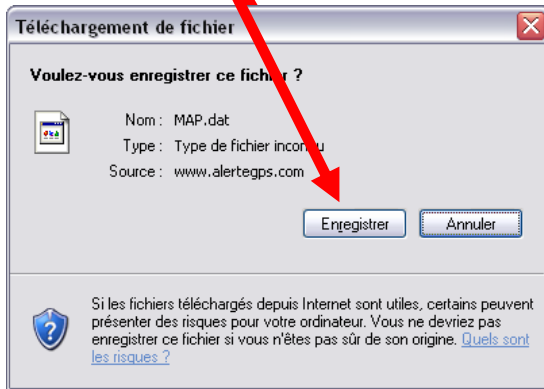 Téléchargement de fichier
Voulez-vous enregistrer ce fichier ?
Nom : MAP.dat
Type : Type de fichier inconnu
Source : www.alertegps.com
Enregistrer Annuler
Si les fichiers téléchargés depuis Internet sont utiles, certains peuvent
présenter des risques pour votre ordinateur. Vous ne devriez pas
enregistrer ce fichier si vous n'êtes pas sûr de son origine. Quels sont
les risques ?